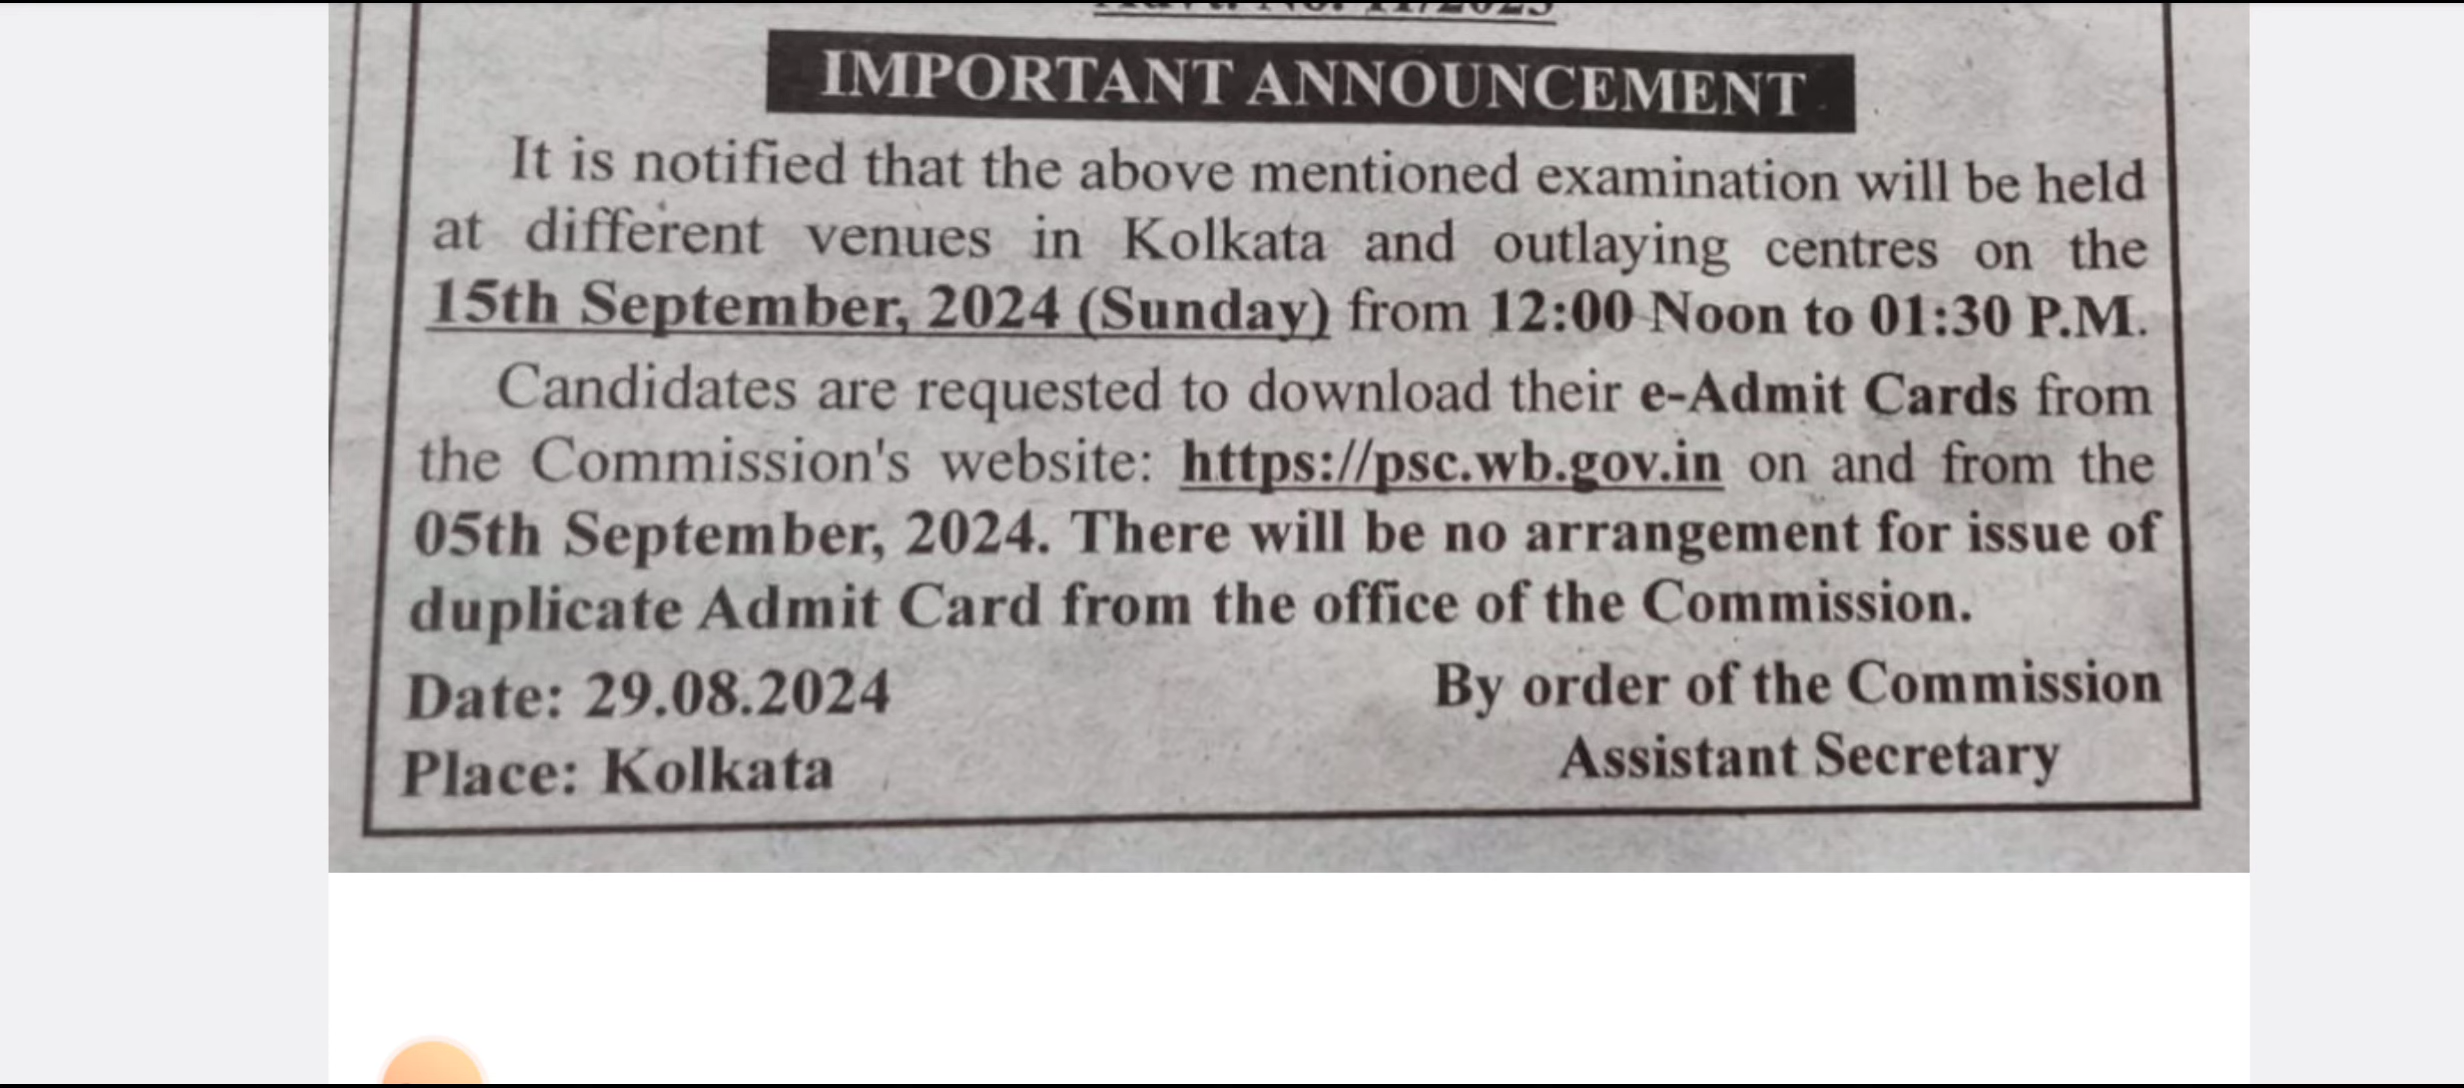 Advt. No. 11/2023
IMPORTANT ANNOUNCEMENT
It is notified that the above mentioned examination will be held
at different venues in Kolkata and outlaying centres on the
15th September, 2024 (Sunday) from 12:00 Noon to 01:30 P.M.
Candidates are requested to download their e-Admit Cards from
the Commission's website: https://psc.wb.gov.in on and from the
05th September, 2024. There will be no arrangement for issue of
duplicate Admit Card from the office of the Commission.
Date: 29.08.2024
By order of the Commission
Place: Kolkata
Assistant Secretary